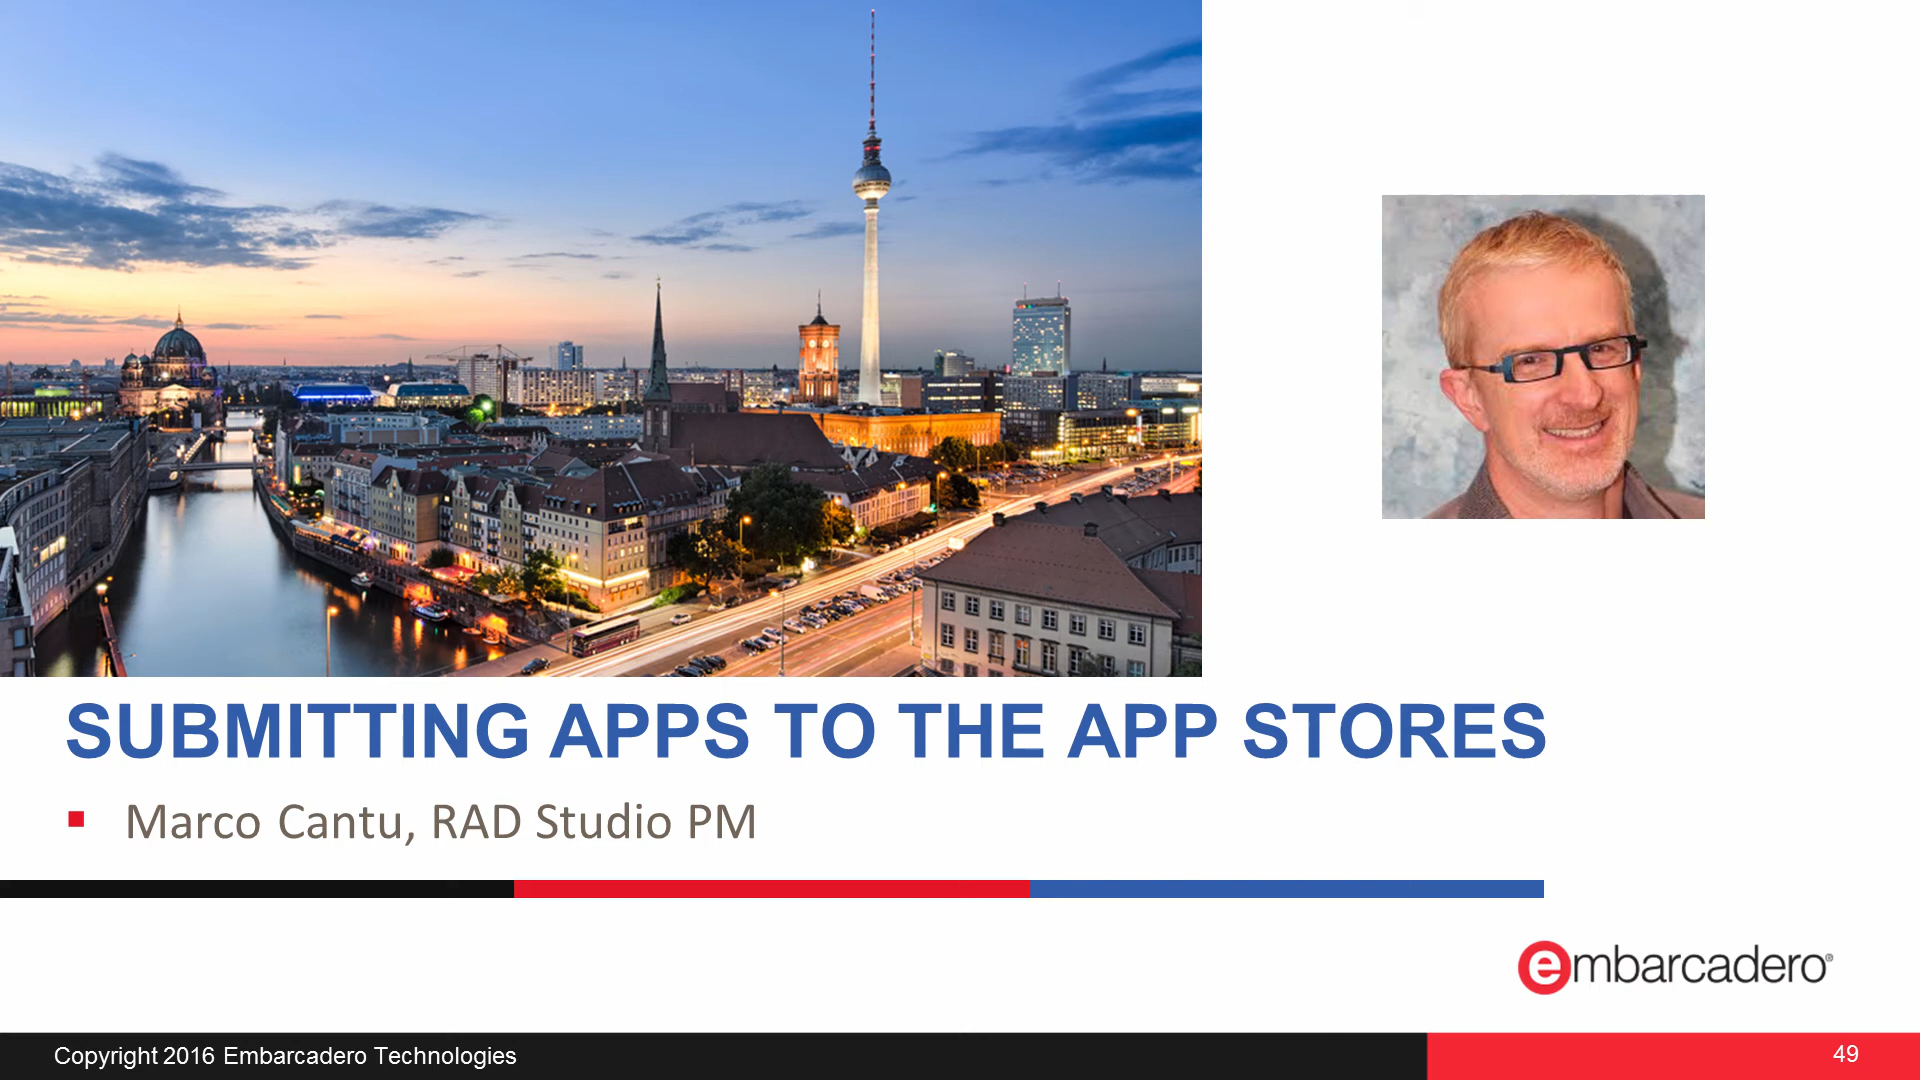 SUBMITTING APPS TO THE APP STORES
Marco Cantu, RAD Studio PM
embarcadero®
Copyright 2016 Embarcadero Technologies
49